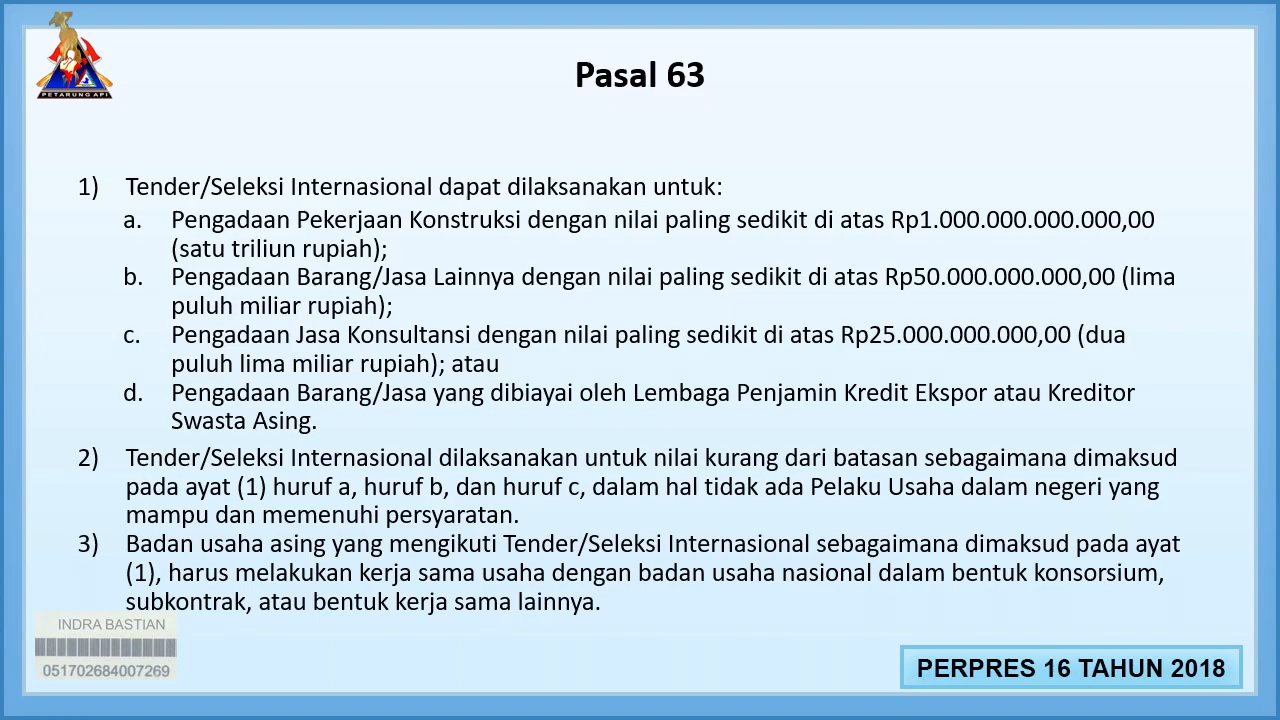 PETARUNG API
Pasal 63
1) Tender/Seleksi Internasional dapat dilaksanakan untuk:
a. Pengadaan Pekerjaan Konstruksi dengan nilai paling sedikit di atas Rp1.000.000.000.000,00
(satu triliun rupiah);
b. Pengadaan Barang/Jasa Lainnya dengan nilai paling sedikit di atas Rp50.000.000.000,00 (lima
puluh miliar rupiah);
c. Pengadaan Jasa Konsultansi dengan nilai paling sedikit di atas Rp25.000.000.000,00 (dua
puluh lima miliar rupiah); atau
d. Pengadaan Barang/Jasa yang dibiayai oleh Lembaga Penjamin Kredit Ekspor atau Kreditor
Swasta Asing.
2) Tender/Seleksi Internasional dilaksanakan untuk nilai kurang dari batasan sebagaimana dimaksud
pada ayat (1) huruf a, huruf b, dan huruf c, dalam hal tidak ada Pelaku Usaha dalam negeri yang
mampu dan memenuhi persyaratan.
3) Badan usaha asing yang mengikuti Tender/Seleksi Internasional sebagaimana dimaksud pada ayat
(1), harus melakukan kerja sama usaha dengan badan usaha nasional dalam bentuk konsorsium,
subkontrak, atau bentuk kerja sama lainnya.
INDRA BASTIAN
051702684007269
PERPRES 16 TAHUN 2018